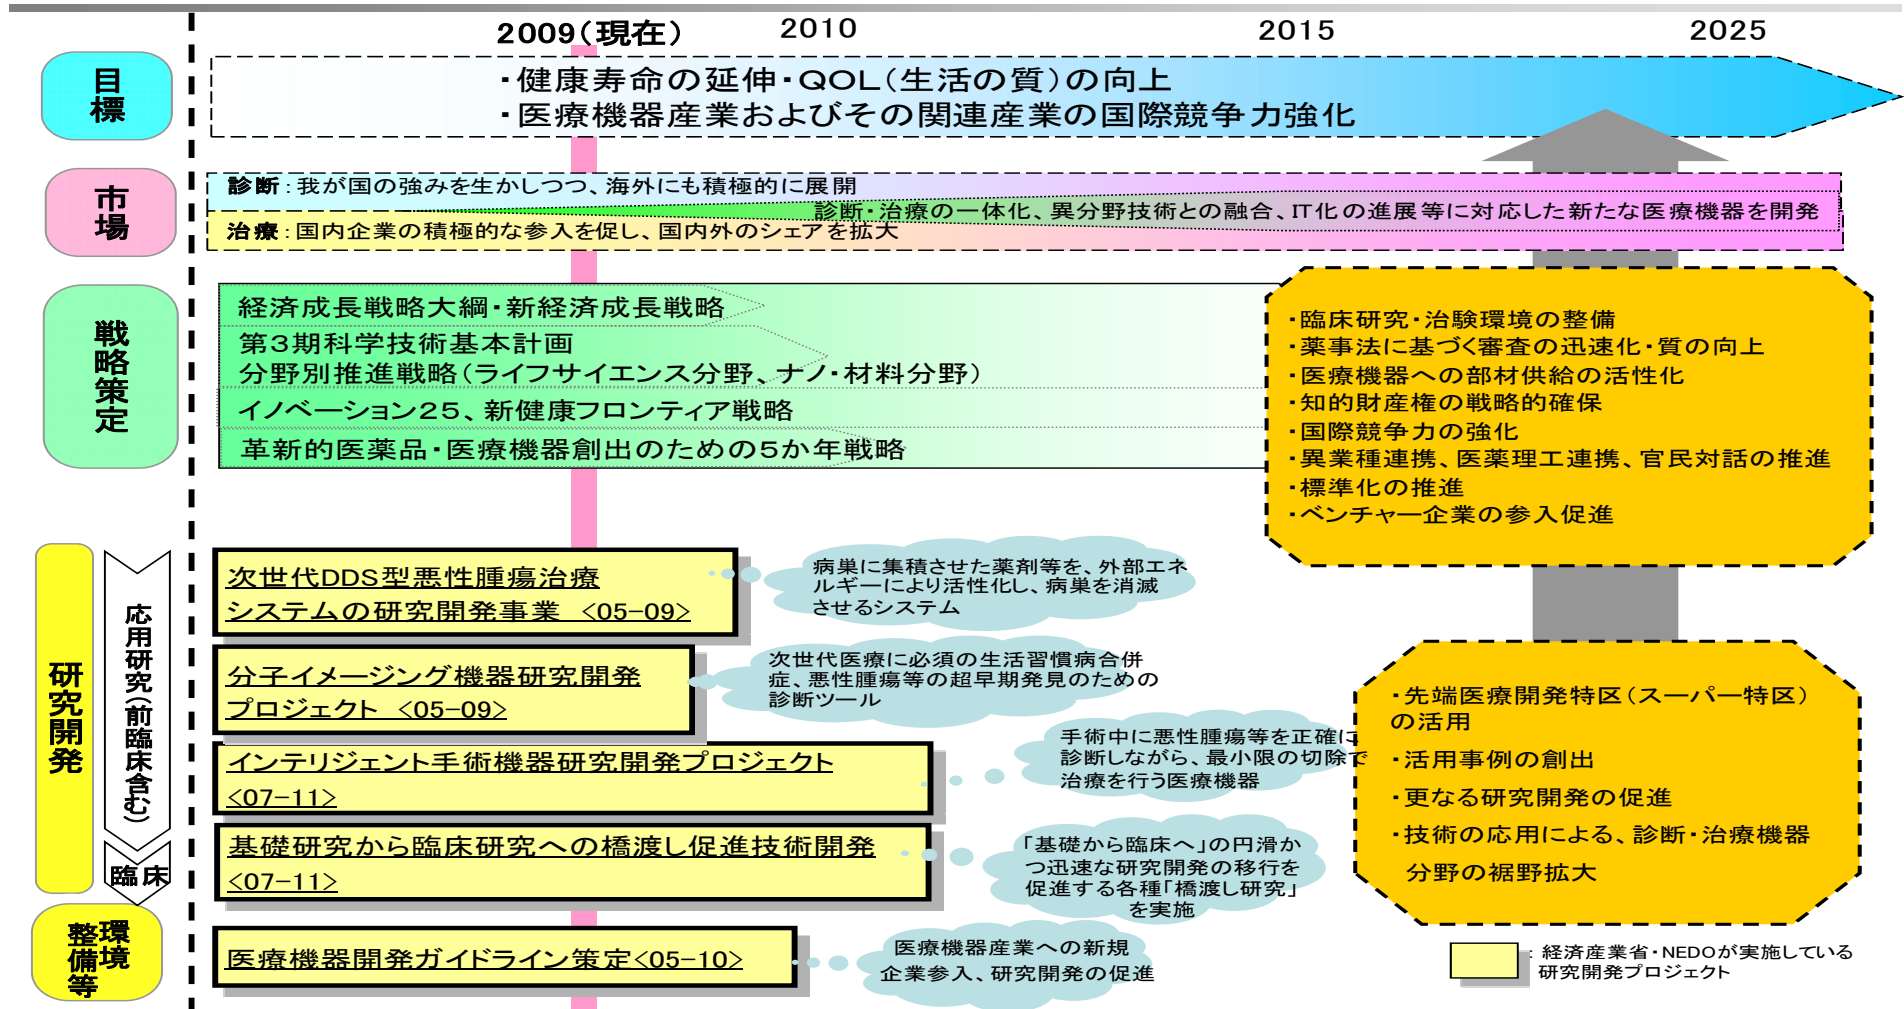 2009(現在)
2010
2015
2025
目標
・健康寿命の延伸・QOL(生活の質)の向上
・医療機器産業およびその関連産業の国際競争力強化
市場
診断:我が国の強みを生かしつつ、海外にも積極的に展開
診断・治療の一体化、異分野技術との融合、IT化の進展等に対応した新たな医療機器を開発
治療:国内企業の積極的な参入を促し、国内外のシェアを拡大
戦略策定
経済成長戦略大綱・新経済成長戦略
第3期科学技術基本計画
分野別推進戦略(ライフサイエンス分野、ナノ・材料分野)
イノベーション25、新健康フロンティア戦略
革新的医薬品・医療機器創出のための5か年戦略
・臨床研究・治験環境の整備
・薬事法に基づく審査の迅速化・質の向上
・医療機器への部材供給の活性化
・知的財産権の戦略的確保
・国際競争力の強化
・異業種連携、医薬理工連携、官民対話の推進
・標準化の推進
・ベンチャー企業の参入促進
研究開発
応用研究(前臨床含む)
臨床
次世代DDS型悪性腫瘍治療
システムの研究開発事業 <05-09>
病巣に集積させた薬剤等を、外部エネ
ルギーにより活性化し、病巣を消滅
させるシステム
分子イメージング機器研究開発
プロジェクト <05-09>
次世代医療に必須の生活習慣病合併
症、悪性腫瘍等の超早期発見のための
診断ツール
インテリジェント手術機器研究開発プロジェクト
<07-11>
手術中に悪性腫瘍等を正確に
診断しながら、最小限の切除で
治療を行う医療機器
基礎研究から臨床研究への橋渡し促進技術開発
<07-11>
「基礎から臨床へ」の円滑か
つ迅速な研究開発の移行を
促進する各種「橋渡し研究」
を実施
・先端医療開発特区(スーパー特区)
の活用
・活用事例の創出
・更なる研究開発の促進
・技術の応用による、診断・治療機器
分野の裾野拡大
環境
整備等
医療機器開発ガイドライン策定<05-10>
医療機器産業への新規
企業参入、研究開発の促進
:経済産業省・NEDOが実施している
研究開発プロジェクト